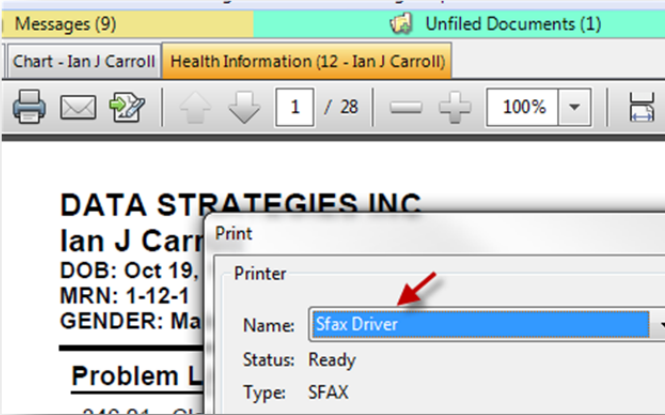 Messages (9)
Unfiled Documents (1)
Chart - Ian J Carroll
Health Information (12 - Ian J Carroll)
1 / 28
100%
DATA STRATEGIES INC
Ian J Carr
DOB: Oct 19,
MRN: 1-12-1
GENDER: Ma
Problem L
Print
Printer
Name: Sfax Driver
Status: Ready
Type: SFAX